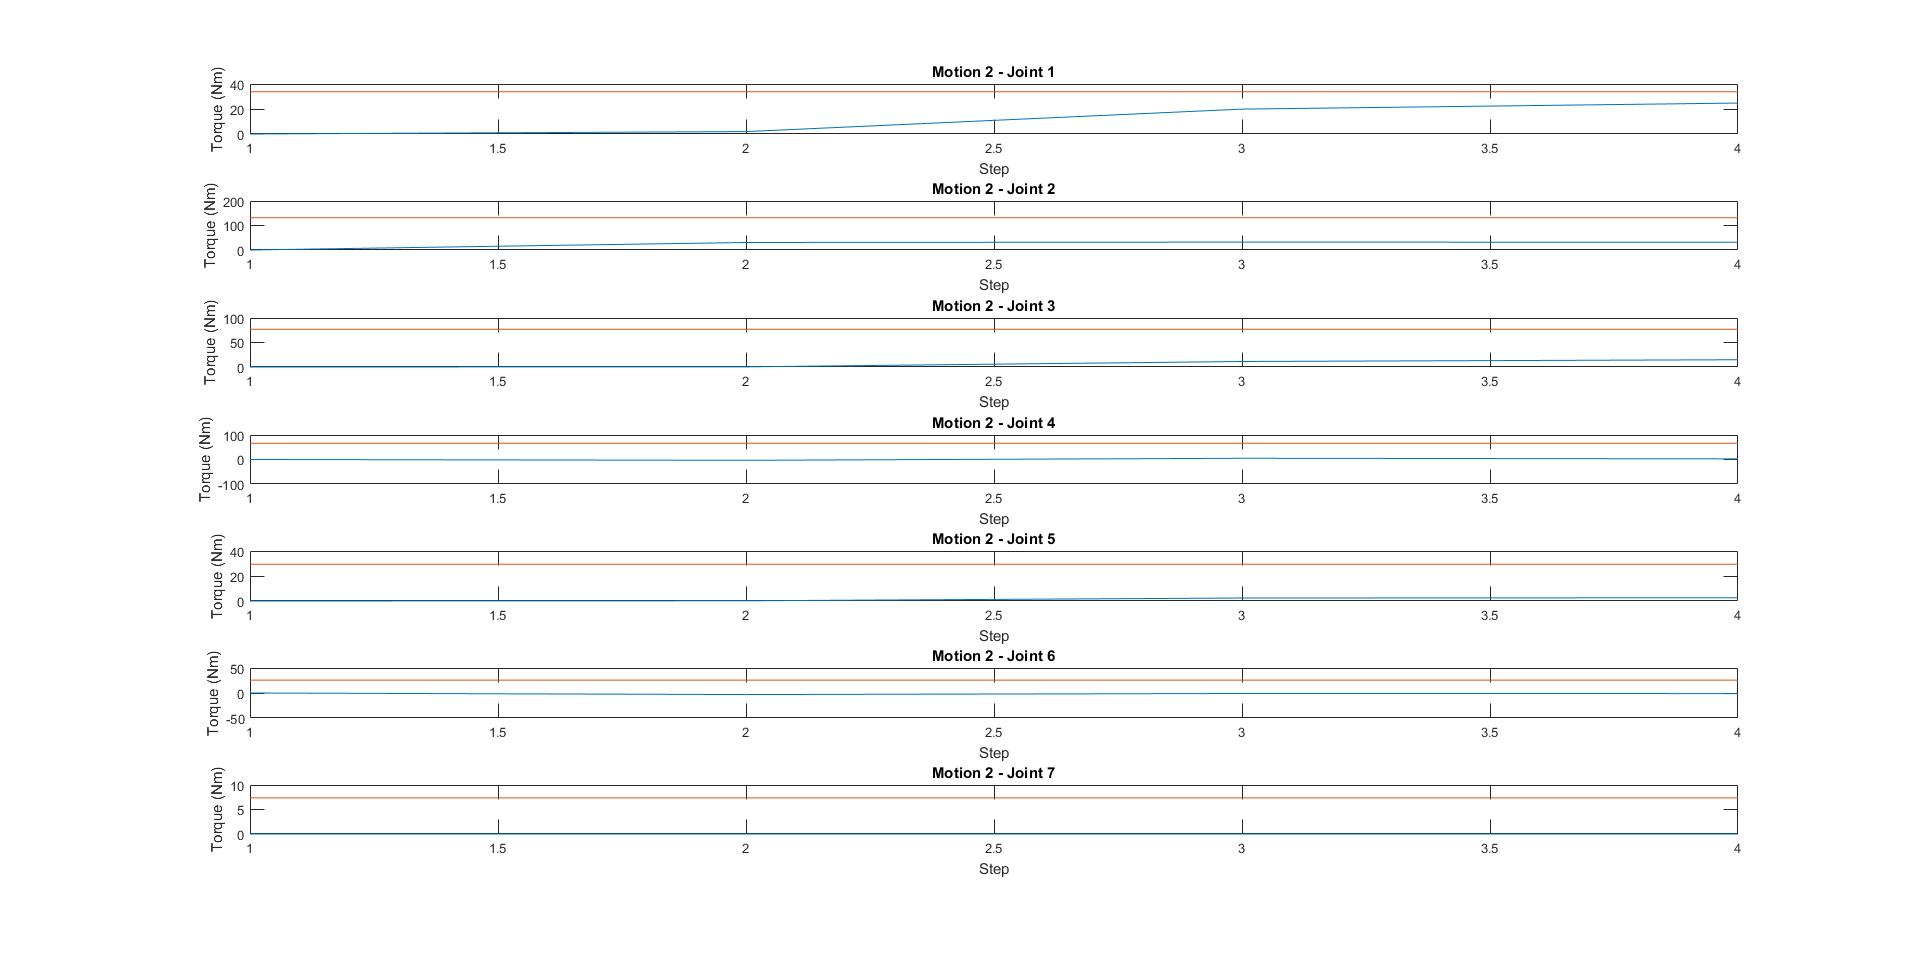 Motion 2 - Joint 1
Torque (Nm)
40
20
0
1 1.5 2 2.5 3 3.5 4
Step
Motion 2 - Joint 2
Torque (Nm)
200
100
0
1 1.5 2 2.5 3 3.5 4
Step
Motion 2 - Joint 3
Torque (Nm)
100
50
0
1 1.5 2 2.5 3 3.5 4
Step
Motion 2 - Joint 4
Torque (Nm)
100
0
-100
1 1.5 2 2.5 3 3.5 4
Step
Motion 2 - Joint 5
Torque (Nm)
40
20
0
1 1.5 2 2.5 3 3.5 4
Step
Motion 2 - Joint 6
Torque (Nm)
50
0
-50
1 1.5 2 2.5 3 3.5 4
Step
Motion 2 - Joint 7
Torque (Nm)
10
5
0
1 1.5 2 2.5 3 3.5 4
Step